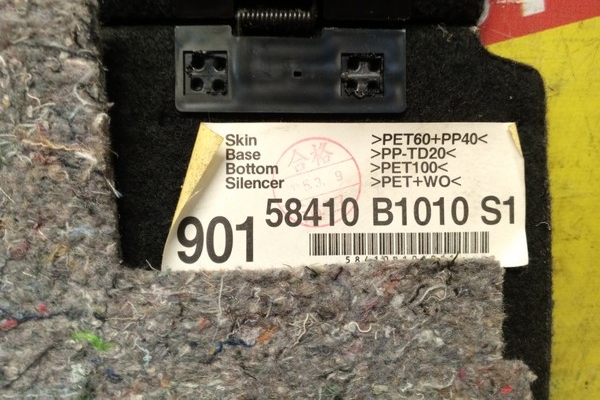 Skin >PET60+PP40<
Base >PP-TD20<
Bottom >PET100<
Silencer >PET+WO<
合格
901 58410 B1010 S1